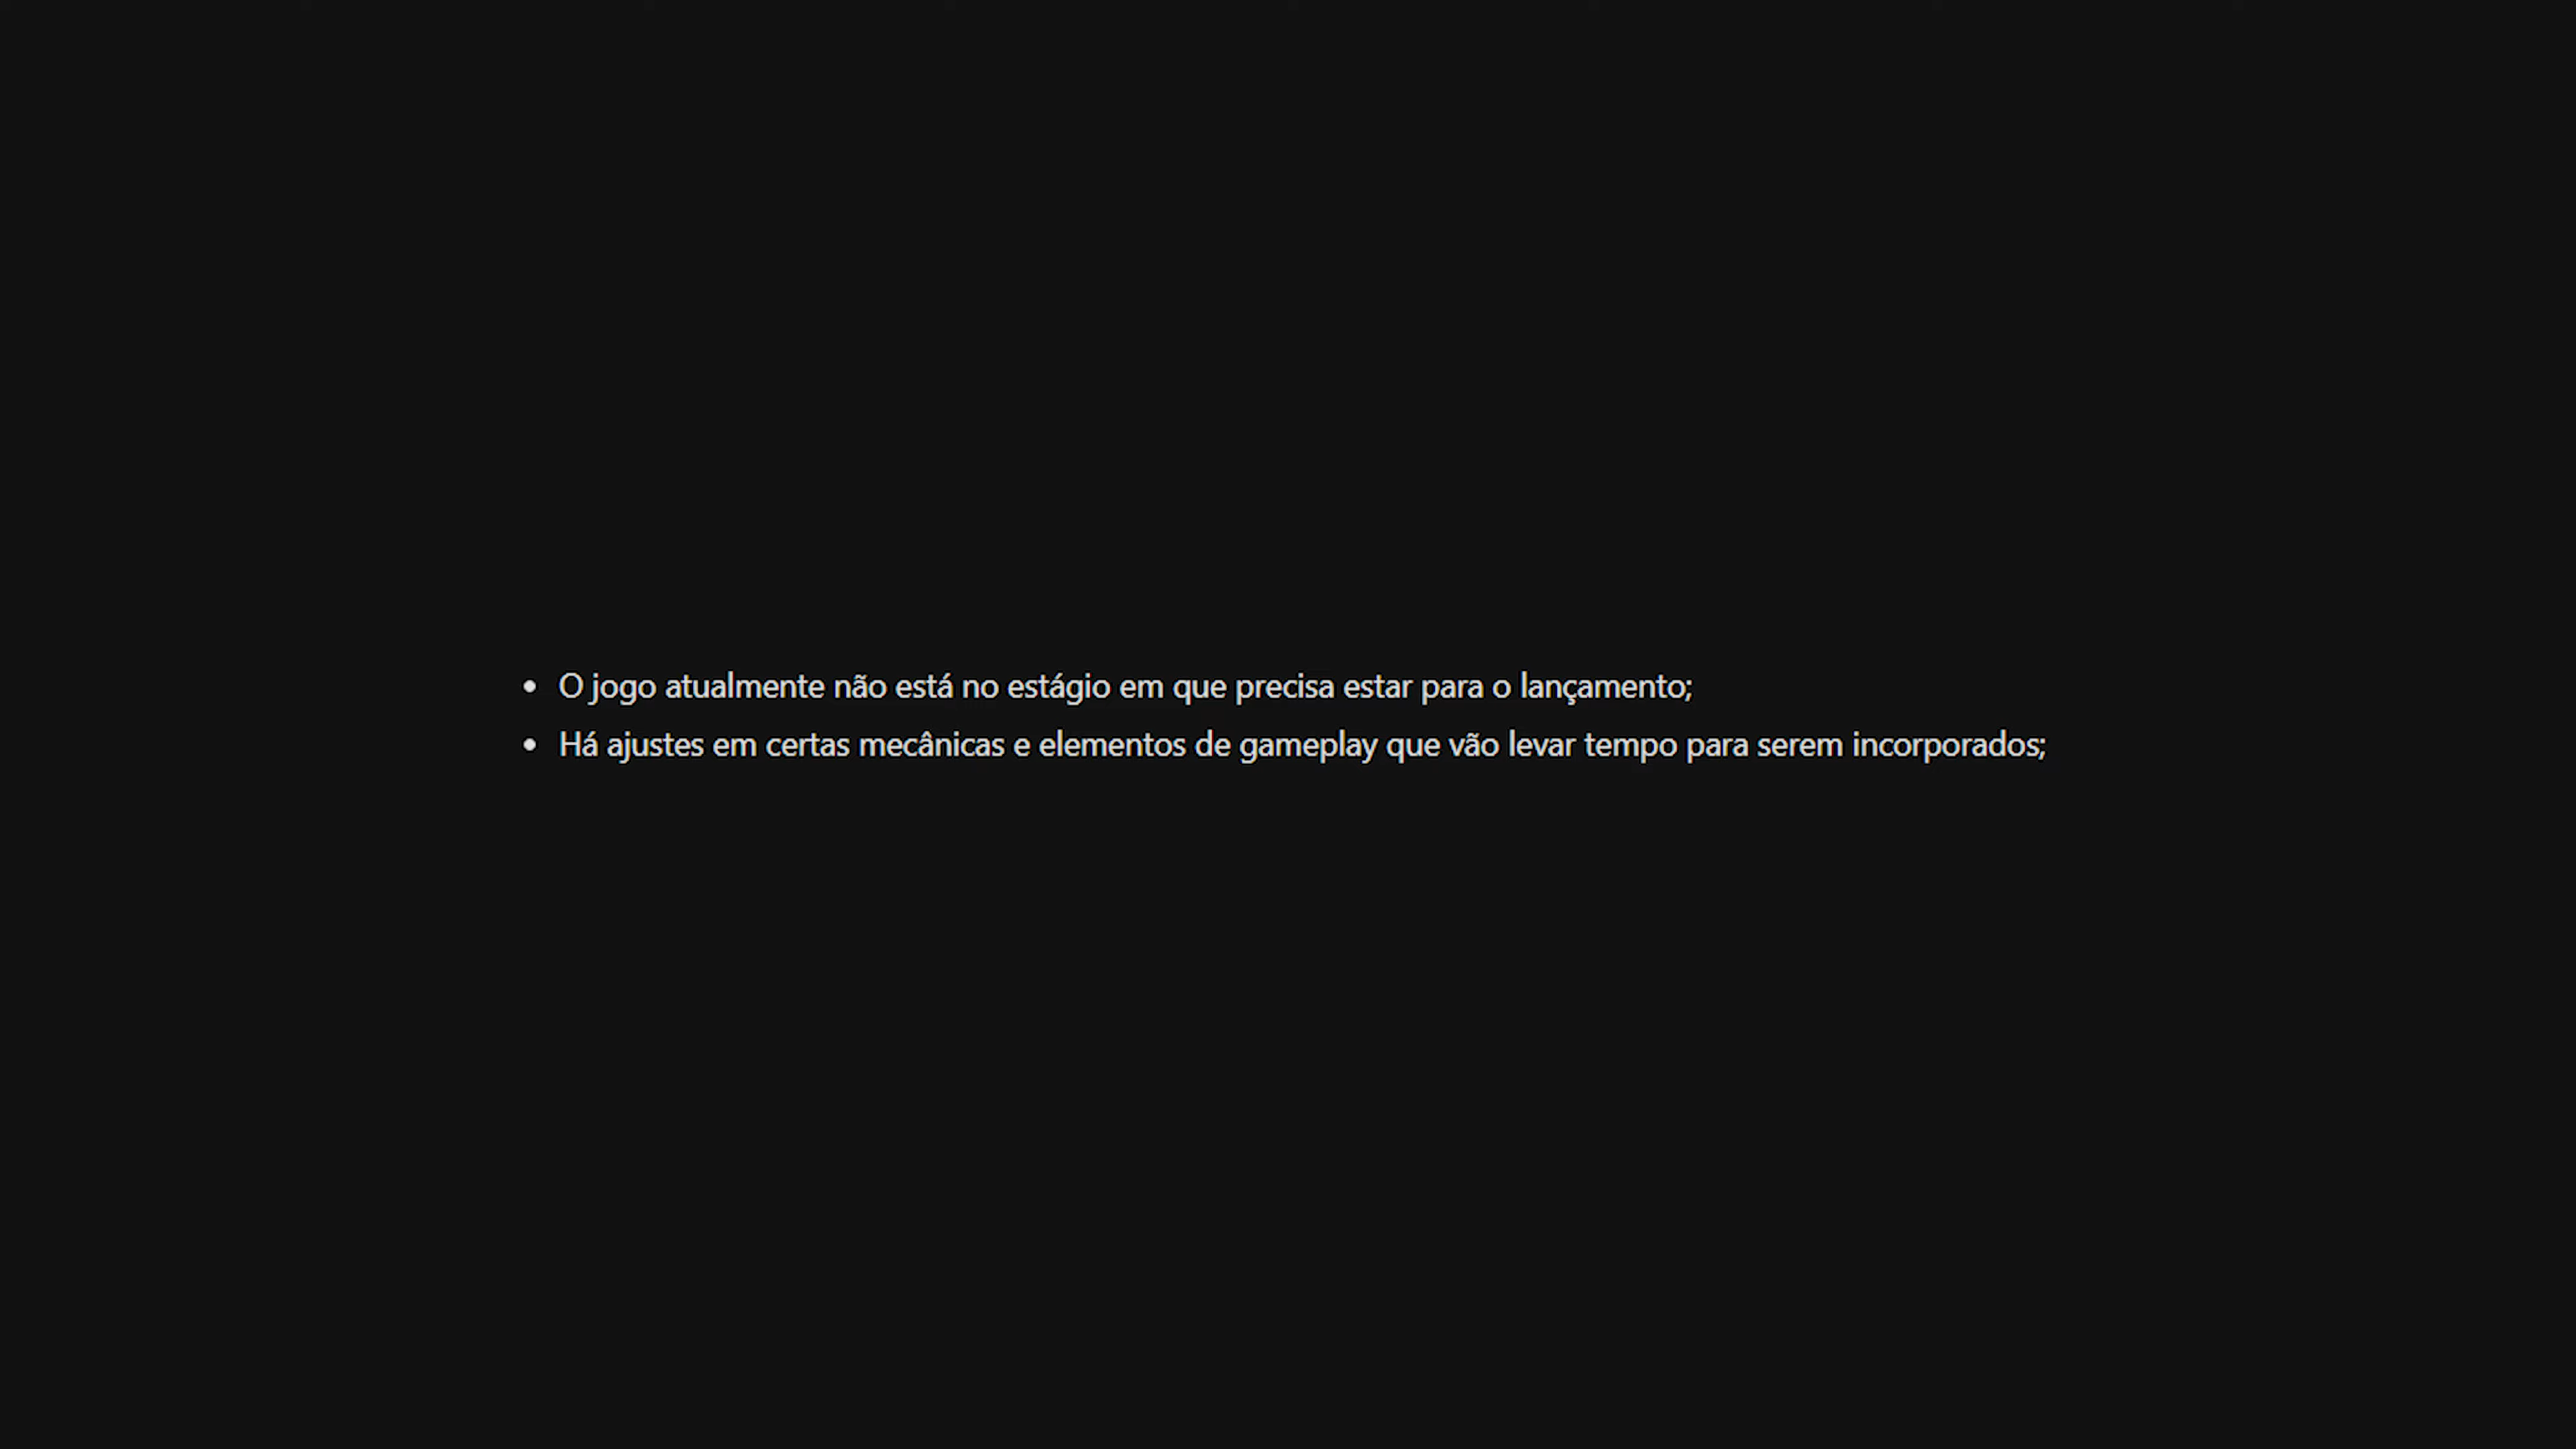 • O jogo atualmente não está no estágio em que precisa estar para o lançamento;
• Há ajustes em certas mecânicas e elementos de gameplay que vão levar tempo para serem incorporados;